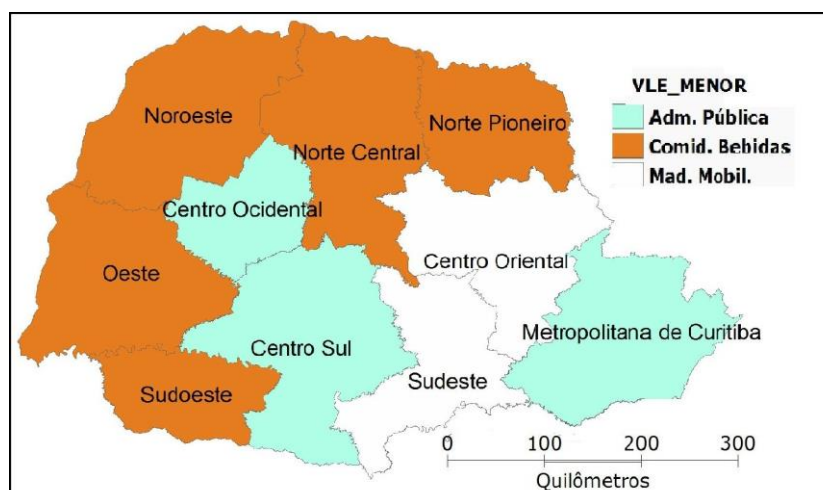 VLE_MENOR
Adm. Pública
Comid. Bebidas
Mad. Mobil.
Noroeste
Norte Central
Norte Pioneiro
Centro Ocidental
Oeste
Centro Oriental
Centro Sul
Metropolitana de Curitiba
Sudoeste
Sudeste
0 100 200 300
Quilômetros